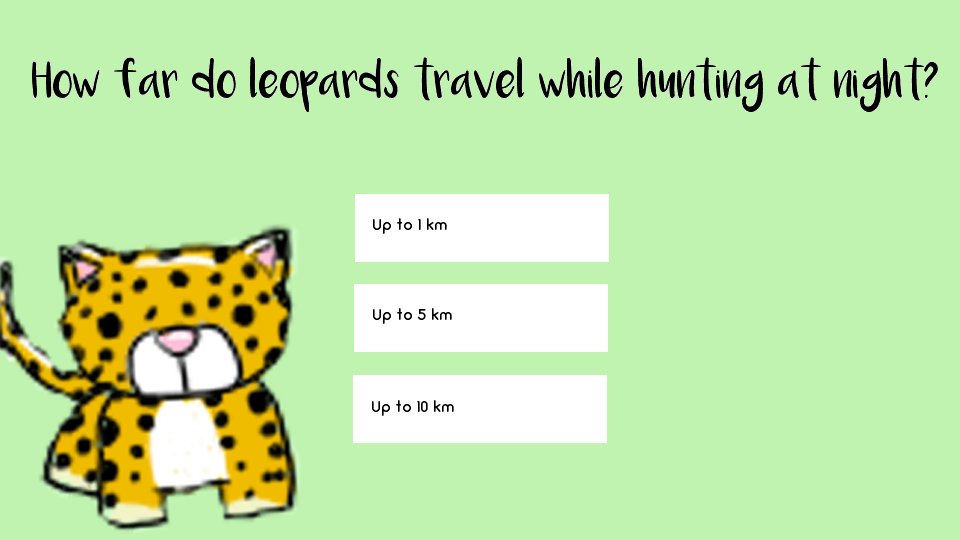 How far do leopards travel while hunting at night?
Up to 1 km
Up to 5 km
Up to 10 km